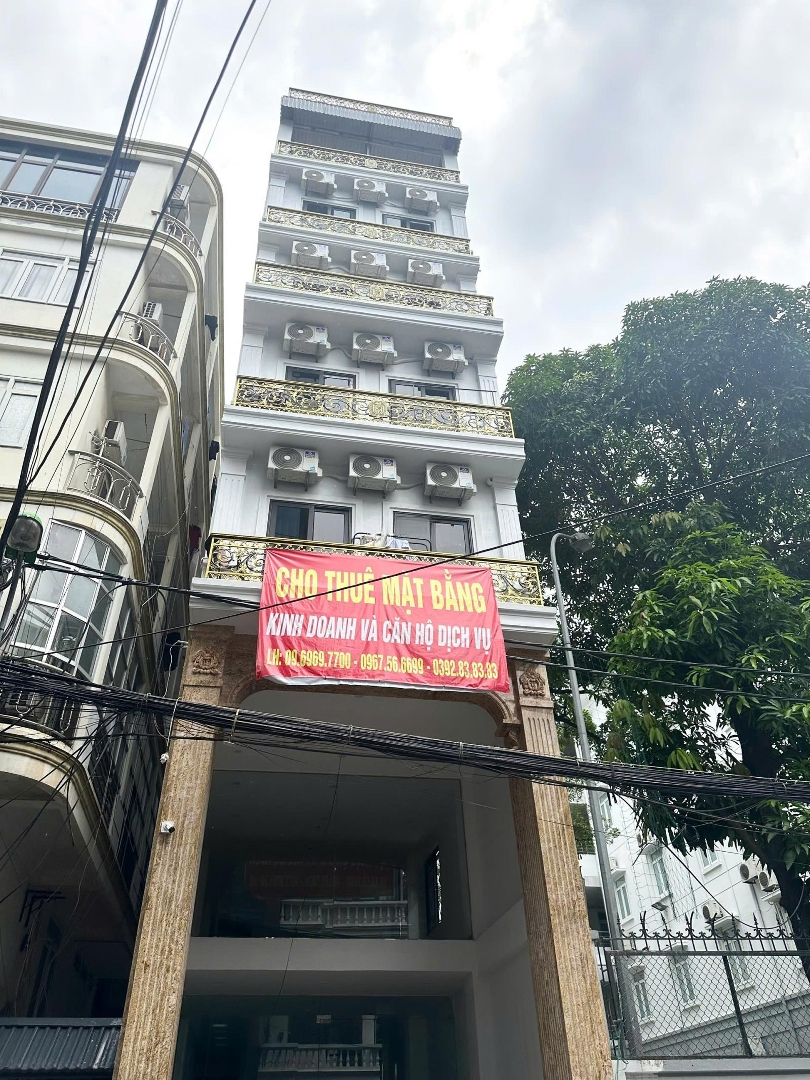 CHO THUÊ MẶT BẰNG
KINH DOANH VÀ CĂN HỘ DỊCH VỤ
LH: 09.6969.7700 - 0967.56.6699 - 0392.83.83.83